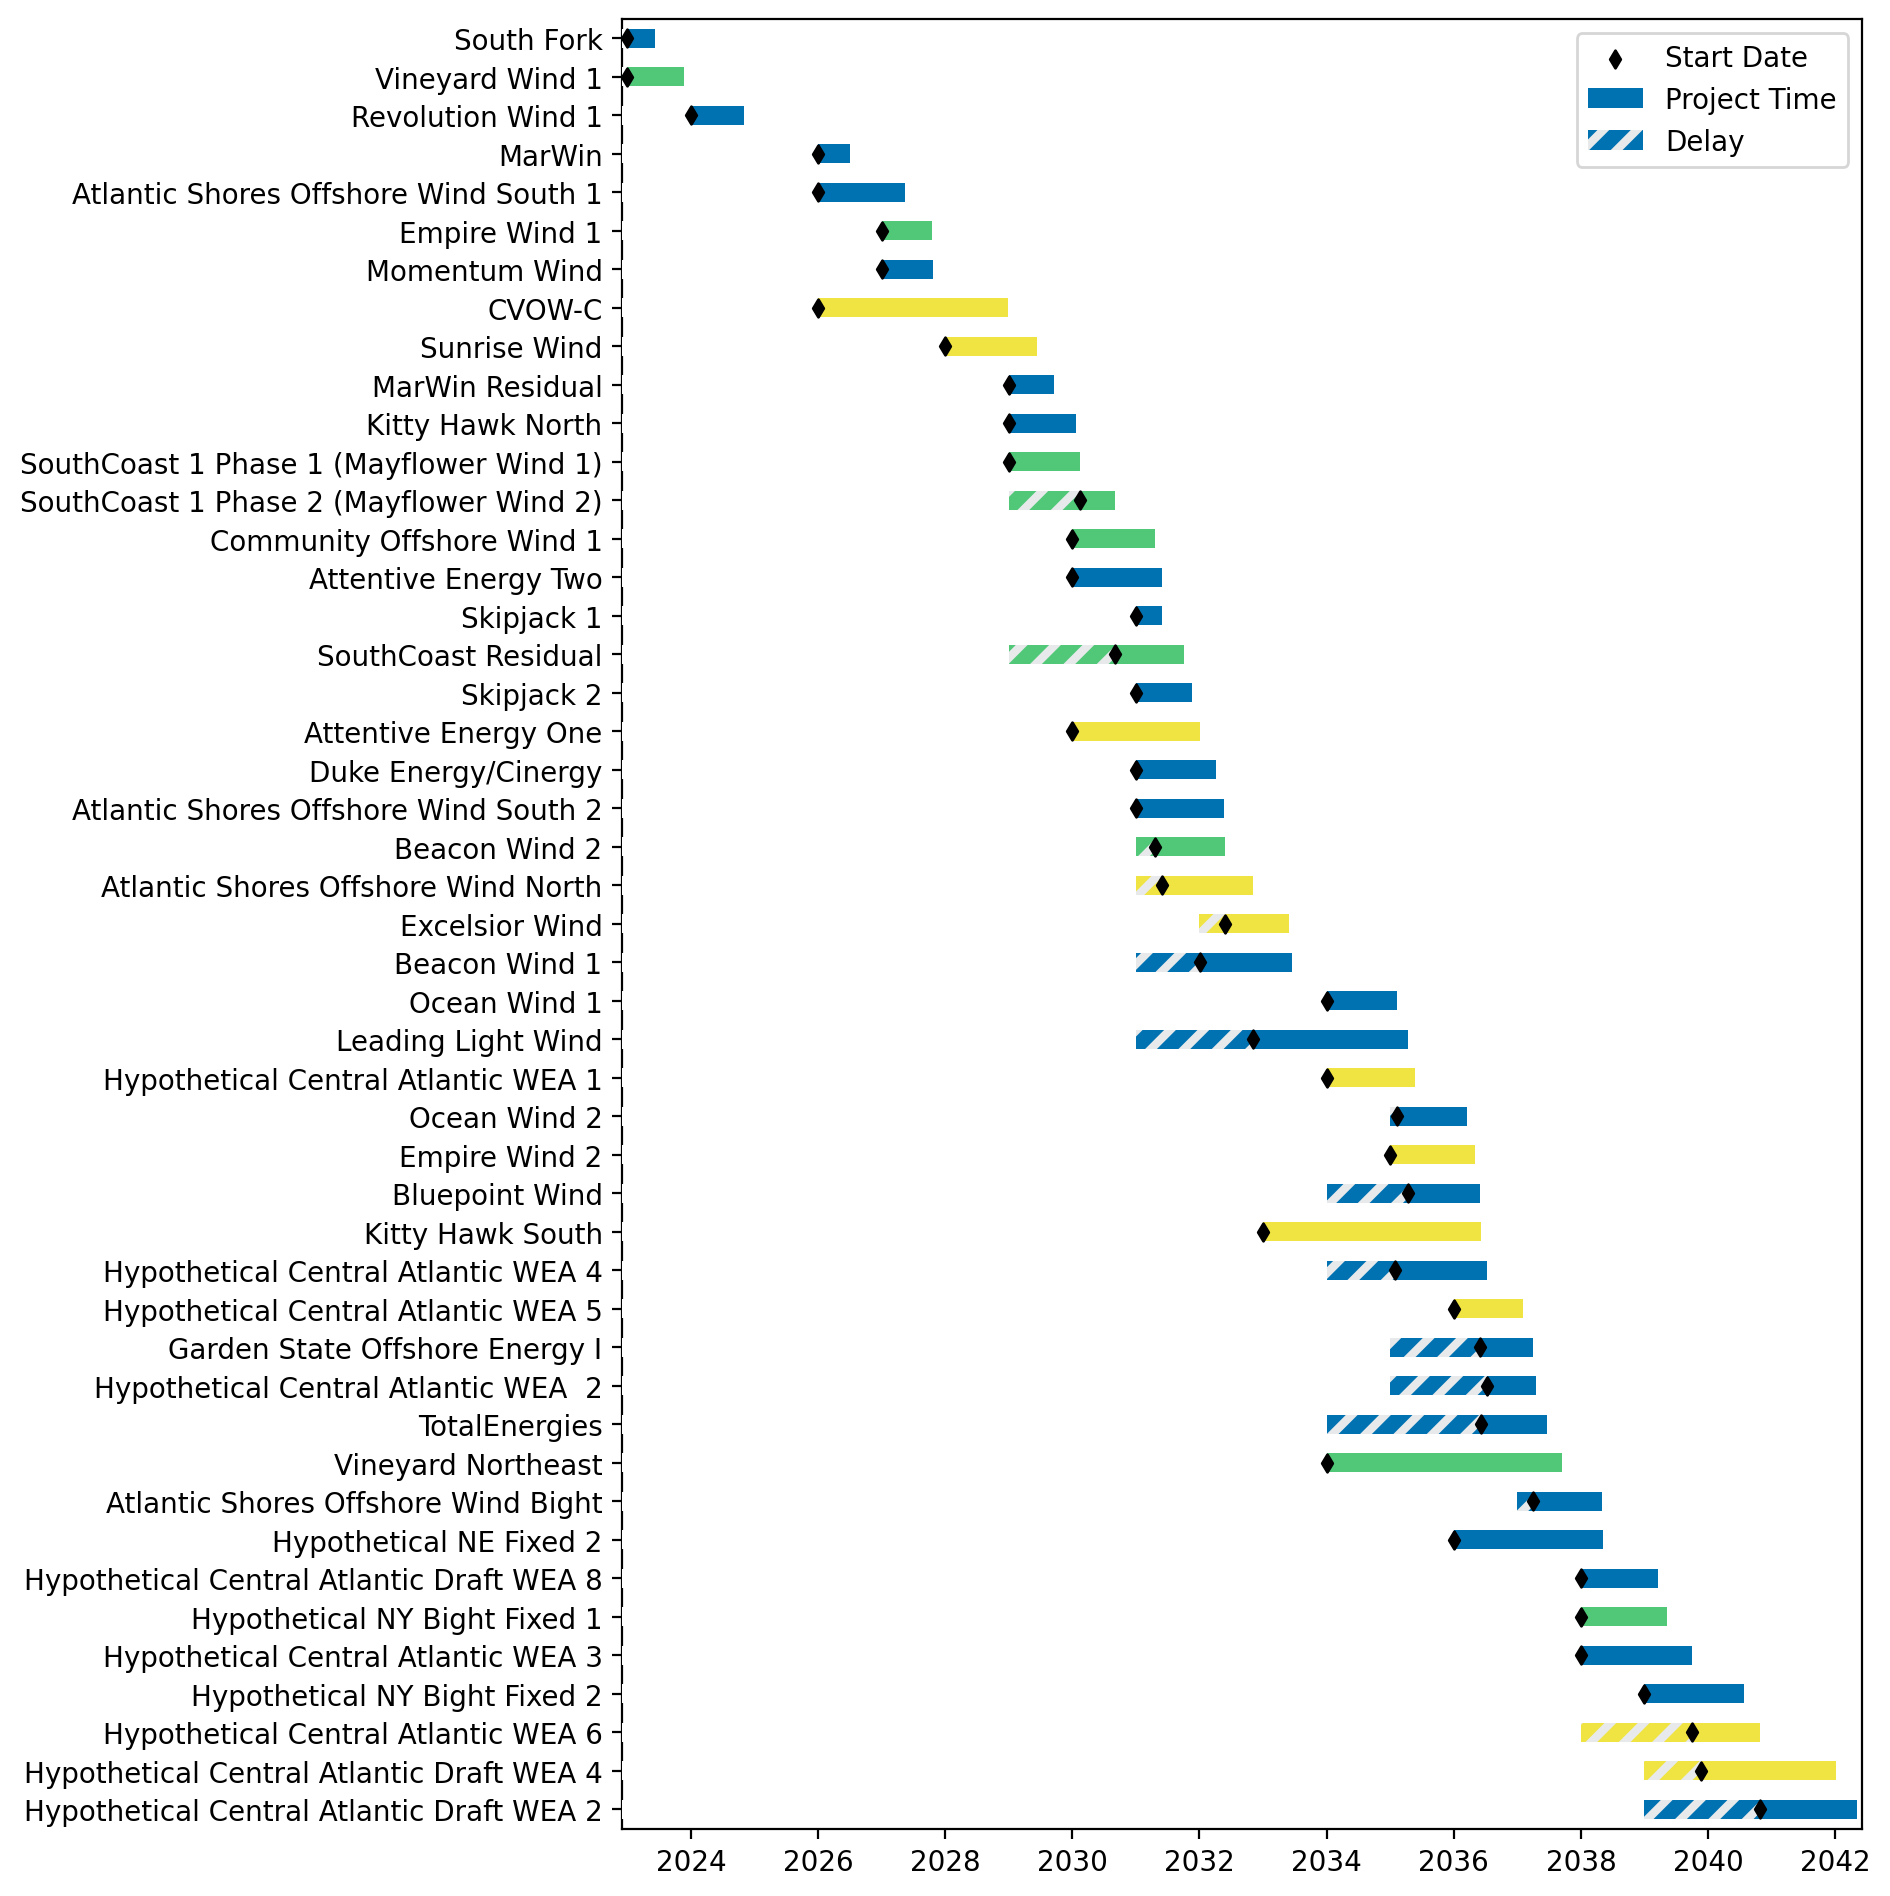 South Fork
Vineyard Wind 1
Revolution Wind 1
MarWin
Atlantic Shores Offshore Wind South 1
Empire Wind 1
Momentum Wind
CVOW-C
Sunrise Wind
MarWin Residual
Kitty Hawk North
SouthCoast 1 Phase 1 (Mayflower Wind 1)
SouthCoast 1 Phase 2 (Mayflower Wind 2)
Community Offshore Wind 1
Attentive Energy Two
Skipjack 1
SouthCoast Residual
Skipjack 2
Attentive Energy One
Duke Energy/Cinergy
Atlantic Shores Offshore Wind South 2
Beacon Wind 2
Atlantic Shores Offshore Wind North
Excelsior Wind
Beacon Wind 1
Ocean Wind 1
Leading Light Wind
Hypothetical Central Atlantic WEA 1
Ocean Wind 2
Empire Wind 2
Bluepoint Wind
Kitty Hawk South
Hypothetical Central Atlantic WEA 4
Hypothetical Central Atlantic WEA 5
Garden State Offshore Energy I
Hypothetical Central Atlantic WEA  2
TotalEnergies
Vineyard Northeast
Atlantic Shores Offshore Wind Bight
Hypothetical NE Fixed 2
Hypothetical Central Atlantic Draft WEA 8
Hypothetical NY Bight Fixed 1
Hypothetical Central Atlantic WEA 3
Hypothetical NY Bight Fixed 2
Hypothetical Central Atlantic WEA 6
Hypothetical Central Atlantic Draft WEA 4
Hypothetical Central Atlantic Draft WEA 2
Start Date
Project Time
Delay
2024 2026 2028 2030 2032 2034 2036 2038 2040 2042